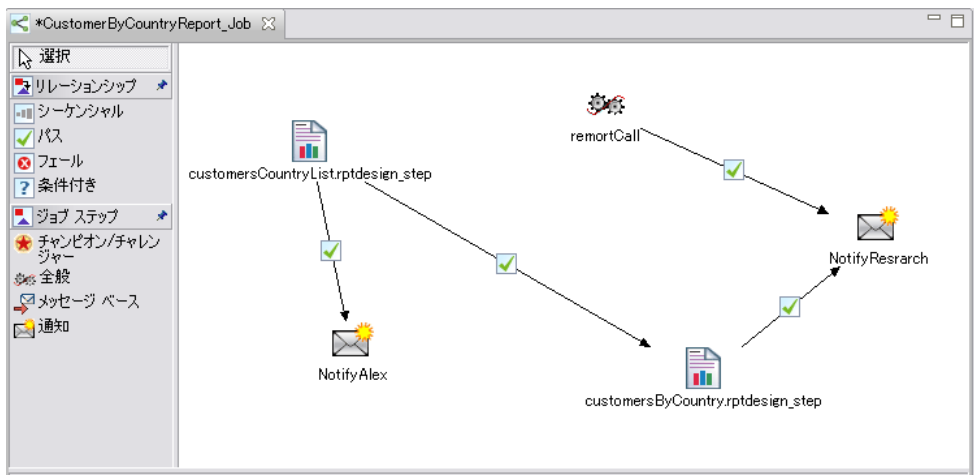 *CustomerByCountryReport_Job
選択
リレーションシップ
シーケンシャル
パス
フェール
条件付き
ジョブ ステップ
チャンピオン/チャレン
ジャー
全般
メッセージ ベース
通知
remortCall
customersCountryList.rptdesign_step
NotifyResrarch
NotifyAlex
customersByCountry.rptdesign_step